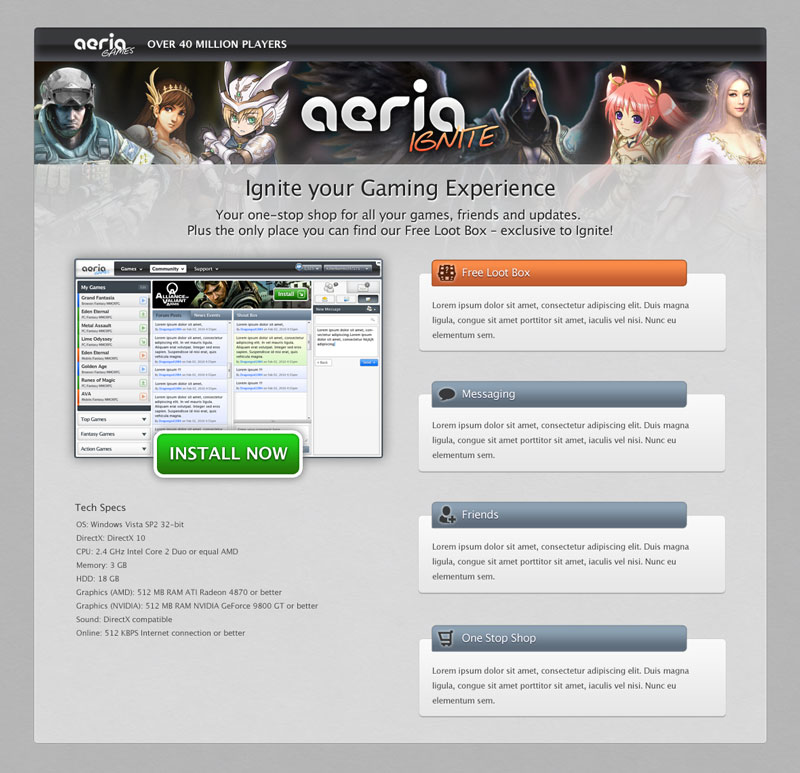 aeria GAMES OVER 40 MILLION PLAYERS
aeria IGNITE
Ignite your Gaming Experience
Your one-stop shop for all your games, friends and updates.
Plus the only place you can find our Free Loot Box - exclusive to Ignite!
aeria Games Community Support
My Games
Grand Fantasia
Eden Eternal
Metal Assault
Lime Odyssey
Eden Eternal
Golden Age
Runes of Magic
AVA
Top Games
Fantasy Games
Action Games
ALLIANCE OF VALIANT ARMS
Install
Forum Posts News Events Shout Box
New Message
INSTALL NOW
Tech Specs
OS: Windows Vista SP2 32-bit
DirectX: DirectX 10
CPU: 2.4 GHz Intel Core 2 Duo or equal AMD
Memory: 3 GB
HDD: 18 GB
Graphics (AMD): 512 MB RAM ATI Radeon 4870 or better
Graphics (NVIDIA): 512 MB RAM NVIDIA GeForce 9800 GT or better
Sound: DirectX compatible
Online: 512 KBPS Internet connection or better
Free Loot Box
Lorem ipsum dolor sit amet, consectetur adipiscing elit. Duis magna
ligula, congue sit amet porttitor sit amet, iaculis vel nisi. Nunc eu
elementum sem.
Messaging
Lorem ipsum dolor sit amet, consectetur adipiscing elit. Duis magna
ligula, congue sit amet porttitor sit amet, iaculis vel nisi. Nunc eu
elementum sem.
Friends
Lorem ipsum dolor sit amet, consectetur adipiscing elit. Duis magna
ligula, congue sit amet porttitor sit amet, iaculis vel nisi. Nunc eu
elementum sem.
One Stop Shop
Lorem ipsum dolor sit amet, consectetur adipiscing elit. Duis magna
ligula, congue sit amet porttitor sit amet, iaculis vel nisi. Nunc eu
elementum sem.